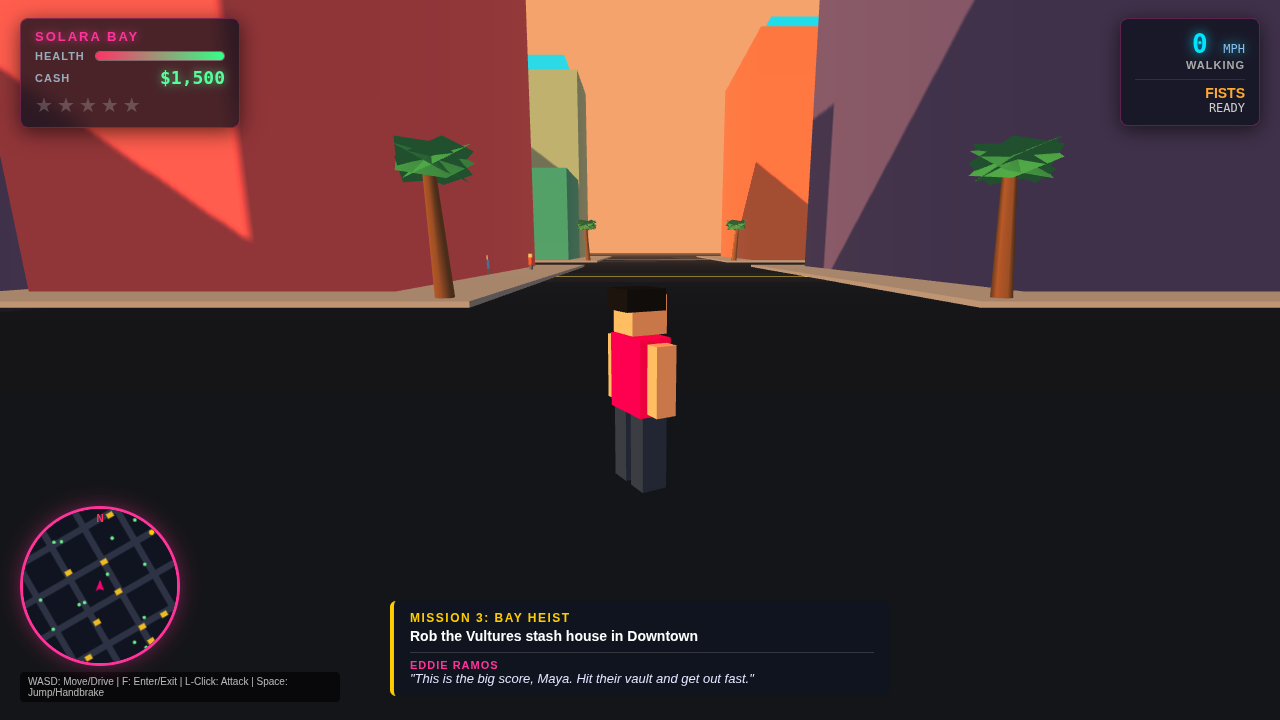 SOLARA BAY
HEALTH
CASH $1,500
0 MPH
WALKING
FISTS
READY
N
MISSION 3: BAY HEIST
Rob the Vultures stash house in Downtown
EDDIE RAMOS
"This is the big score, Maya. Hit their vault and get out fast."
WASD: Move/Drive | F: Enter/Exit | L-Click: Attack | Space:
Jump/Handbrake